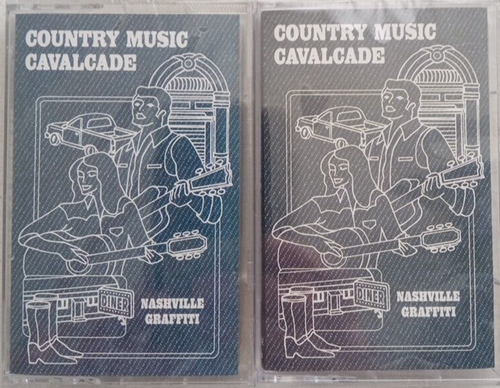 COUNTRY MUSIC
CAVALCADE
DINER
NASHVILLE
GRAFFITI
COUNTRY MUSIC
CAVALCADE
DINER
NASHVILLE
GRAFFITI